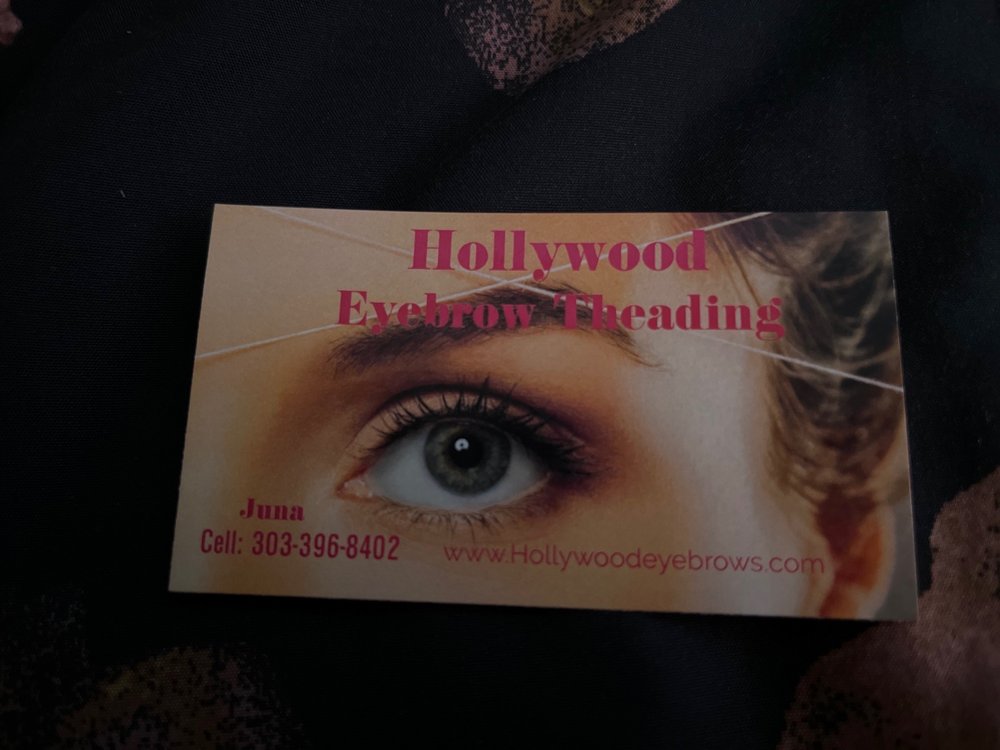 Hollywood
Eyebrow Theading
Juna
Cell: 303-396-8402
www.Hollywoodeyebrows.com